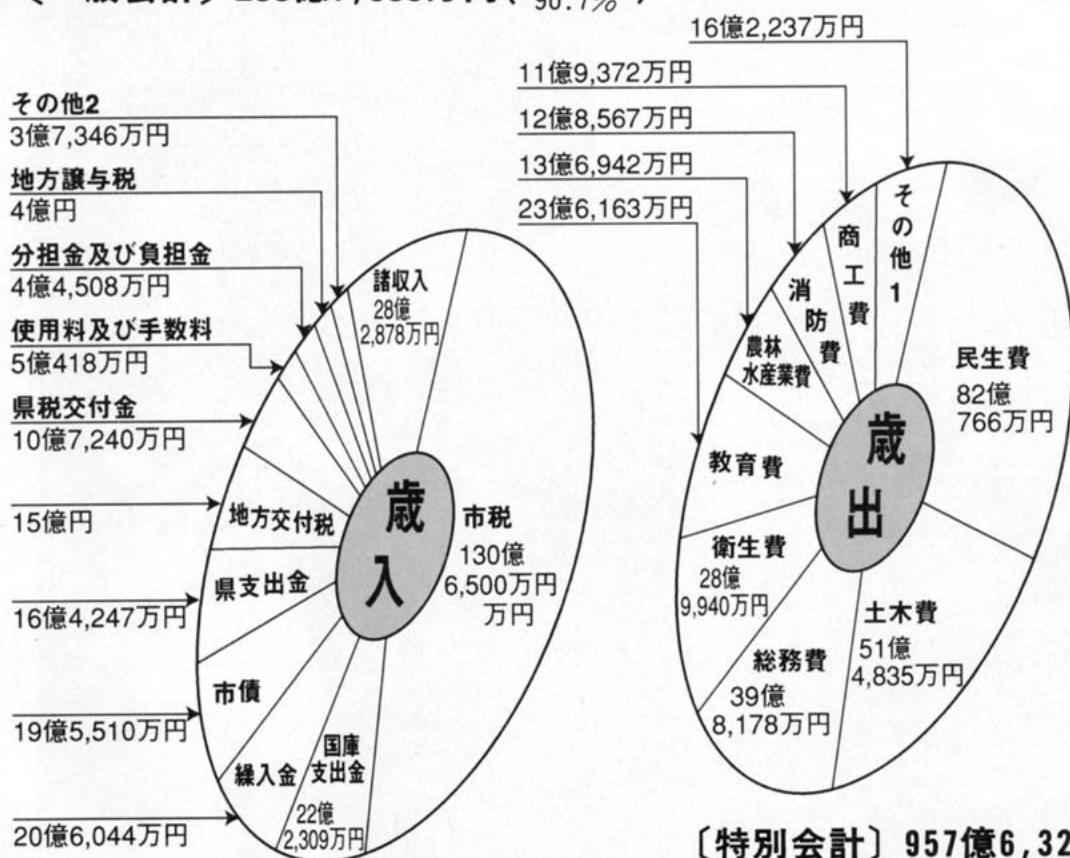 90.7%
その他2
3億7,346万円
地方譲与税
4億円
分担金及び負担金
4億4,508万円
使用料及び手数料
5億418万円
県税交付金
10億7,240万円
15億円
16億4,247万円
19億5,510万円
20億6,044万円
諸収入
28億
2,878万円
地方交付税
県支出金
市債
繰入金
国庫
支出金
22億
2,309万円
市税
130億
6,500万円
万円
歳入
16億2,237万円
11億9,372万円
12億8,567万円
13億6,942万円
23億6,163万円
その他1
商工費
消防費
農林
水産業費
教育費
衛生費
28億
9,940万円
総務費
39億
8,178万円
土木費
51億
4,835万円
民生費
82億
766万円
歳出
〔特別会計〕957億6,32